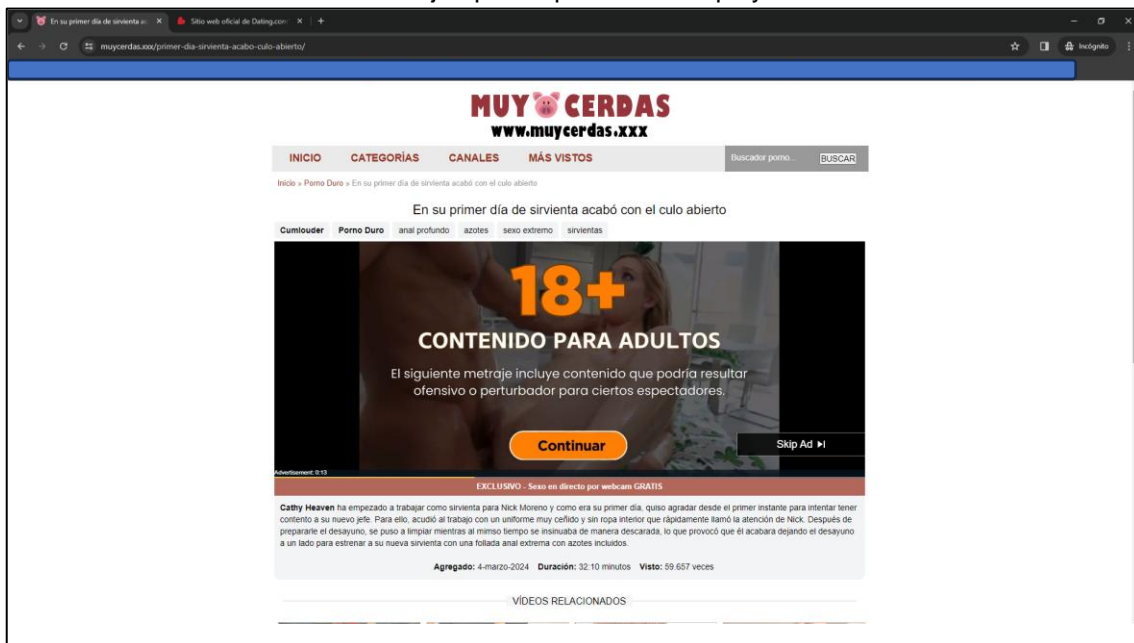 En su primer día de sirvienta ac
Sitio web oficial de Dating.com
muycerdas.xxx/primer-dia-sirvienta-acabo-culo-abierto/
Incógnito
MUY CERDAS
www.muycerdas.xxx
INICIO CATEGORÍAS CANALES MÁS VISTOS Buscador porno... BUSCAR
Inicio » Porno Duro » En su primer día de sirvienta acabó con el culo abierto
En su primer día de sirvienta acabó con el culo abierto
Cumlouder Porno Duro anal profundo azotes sexo extremo sirvientas
18+
CONTENIDO PARA ADULTOS
El siguiente metraje incluye contenido que podría resultar
ofensivo o perturbador para ciertos espectadores.
Continuar
Skip Ad
Advertisement: 0:13
EXCLUSIVO - Sexo en directo por webcam GRATIS
Cathy Heaven ha empezado a trabajar como sirvienta para Nick Moreno y como era su primer día, quiso agradar desde el primer instante para intentar tener
contento a su nuevo jefe. Para ello, acudió al trabajo con un uniforme muy ceñido y sin ropa interior que rápidamente llamó la atención de Nick. Después de
prepararle el desayuno, se puso a limpiar mientras al mimso tiempo se insinuaba de manera descarada, lo que provocó que él acabara dejando el desayuno
a un lado para estrenar a su nueva sirvienta con una follada anal extrema con azotes incluidos.
Agregado: 4-marzo-2024 Duración: 32:10 minutos Visto: 59.657 veces
VÍDEOS RELACIONADOS